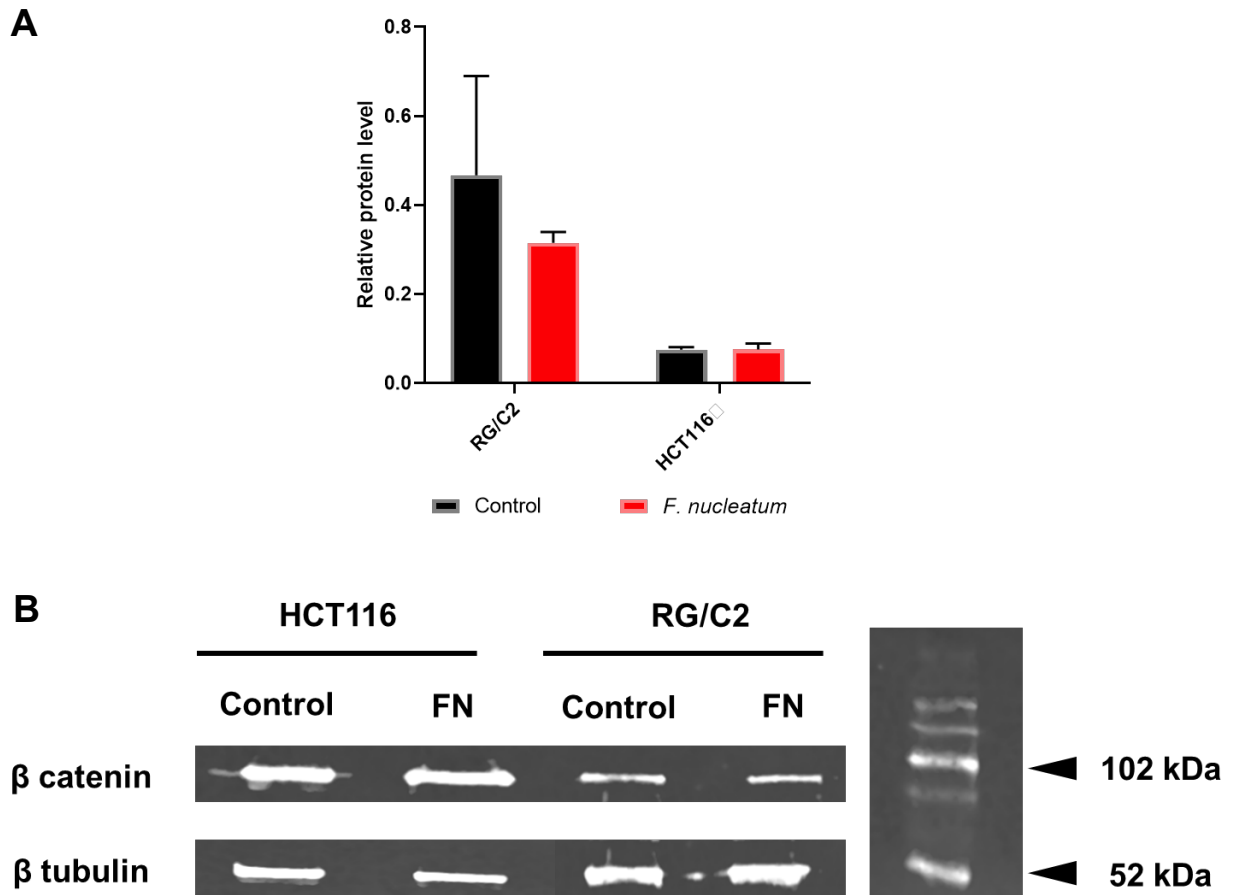 A
Relative protein level
0.8
0.6
0.4
0.2
0.0
RG/C2
HCT116
Control
F. nucleatum
B
HCT116
RG/C2
Control
FN
Control
FN
β catenin
102 kDa
β tubulin
52 kDa